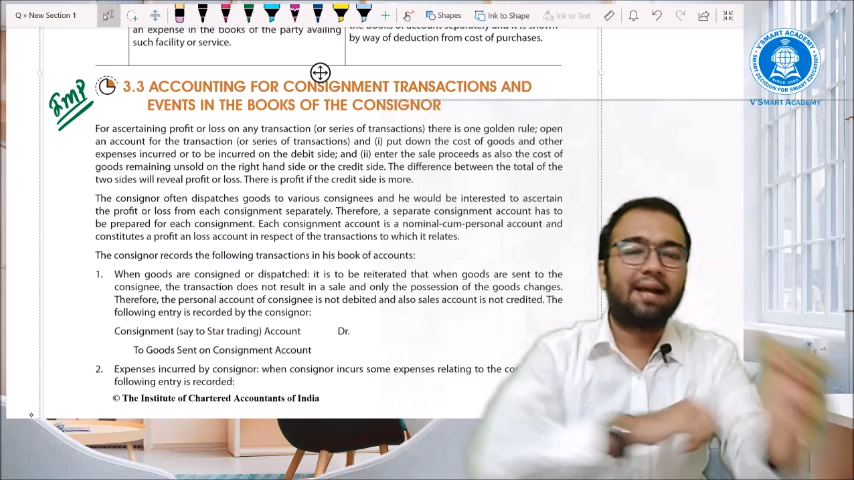 Q » New Section 1
Shapes
Ink to Shape
Ink to Text
an expense in the books of the party availing
such facility or service.
by way of deduction from cost of purchases.
IMP
3.3 ACCOUNTING FOR CONSIGNMENT TRANSACTIONS AND
EVENTS IN THE BOOKS OF THE CONSIGNOR
For ascertaining profit or loss on any transaction (or series of transactions) there is one golden rule; open
an account for the transaction (or series of transactions) and (i) put down the cost of goods and other
expenses incurred or to be incurred on the debit side; and (ii) enter the sale proceeds as also the cost of
goods remaining unsold on the right hand side or the credit side. The difference between the total of the
two sides will reveal profit or loss. There is profit if the credit side is more.
The consignor often dispatches goods to various consignees and he would be interested to ascertain
the profit or loss from each consignment separately. Therefore, a separate consignment account has to
be prepared for each consignment. Each consignment account is a nominal-cum-personal account and
constitutes a profit an loss account in respect of the transactions to which it relates.
The consignor records the following transactions in his book of accounts:
1. When goods are consigned or dispatched: it is to be reiterated that when goods are sent to the
consignee, the transaction does not result in a sale and only the possession of the goods changes.
Therefore, the personal account of consignee is not debited and also sales account is not credited. The
following entry is recorded by the consignor:
Consignment (say to Star trading) Account Dr.
To Goods Sent on Consignment Account
2. Expenses incurred by consignor: when consignor incurs some expenses relating to the
following entry is recorded:
© The Institute of Chartered Accountants of India
V'SMART ACADEMY
SMART DECISION FOR SMART EDUCATION
V'SMART ACADEMY